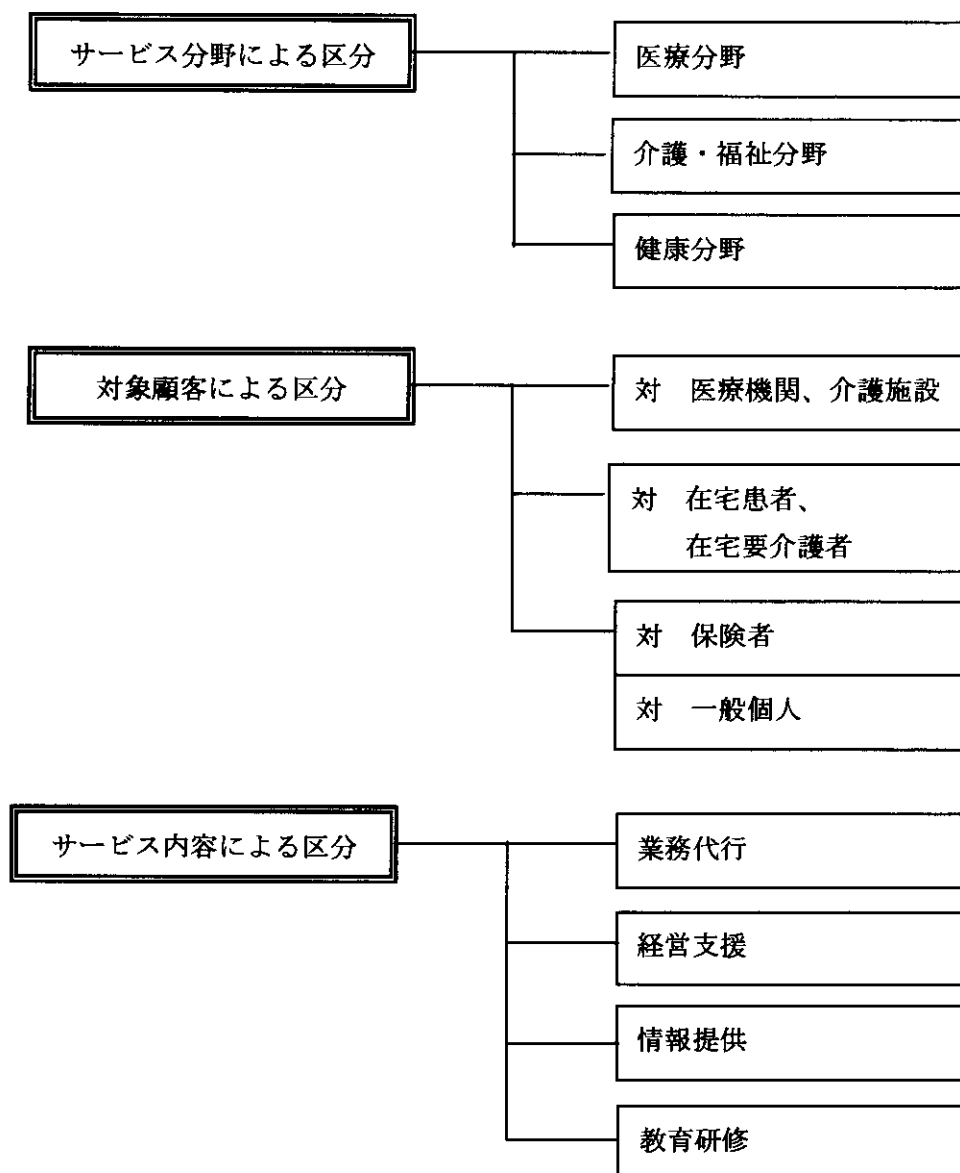 サービス分野による区分
医療分野
介護・福祉分野
健康分野
対象顧客による区分
対　医療機関、介護施設
対　在宅患者、
在宅要介護者
対　保険者
対　一般個人
サービス内容による区分
業務代行
経営支援
情報提供
教育研修